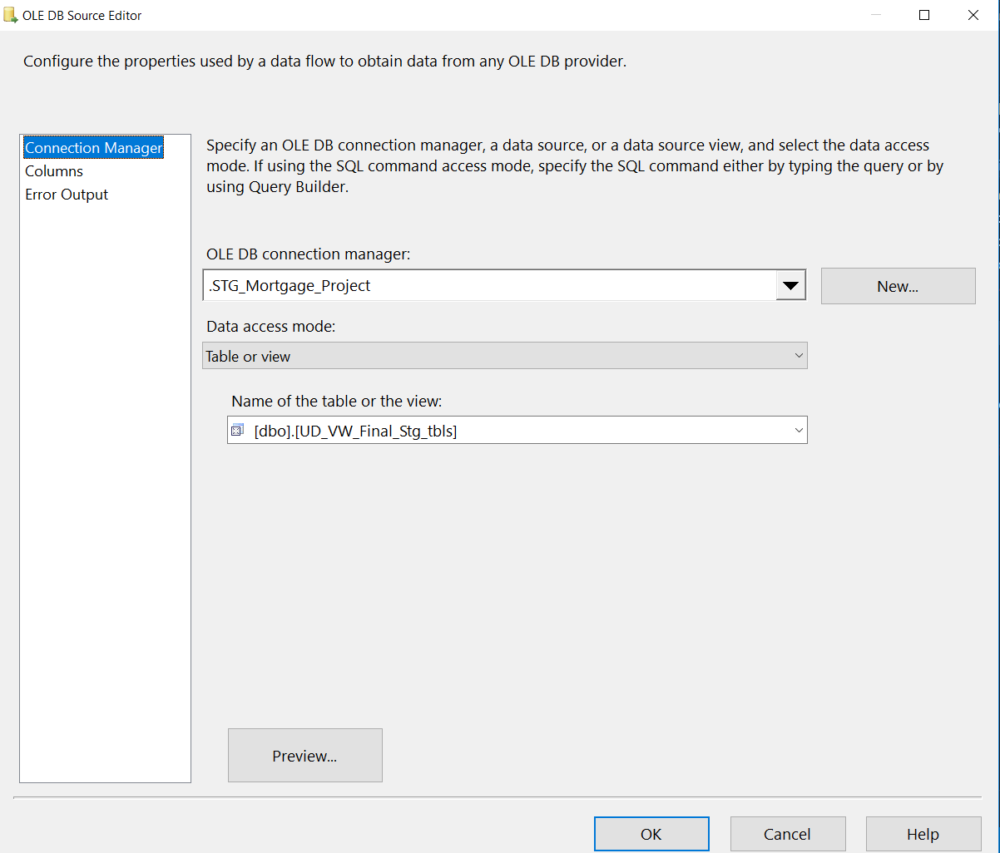 OLE DB Source Editor
Configure the properties used by a data flow to obtain data from any OLE DB provider.
Connection Manager
Columns
Error Output
Specify an OLE DB connection manager, a data source, or a data source view, and select the data access
mode. If using the SQL command access mode, specify the SQL command either by typing the query or by
using Query Builder.
OLE DB connection manager:
.STG_Mortgage_Project
New...
Data access mode:
Table or view
Name of the table or the view:
[dbo].[UD_VW_Final_Stg_tbls]
Preview...
OK
Cancel
Help